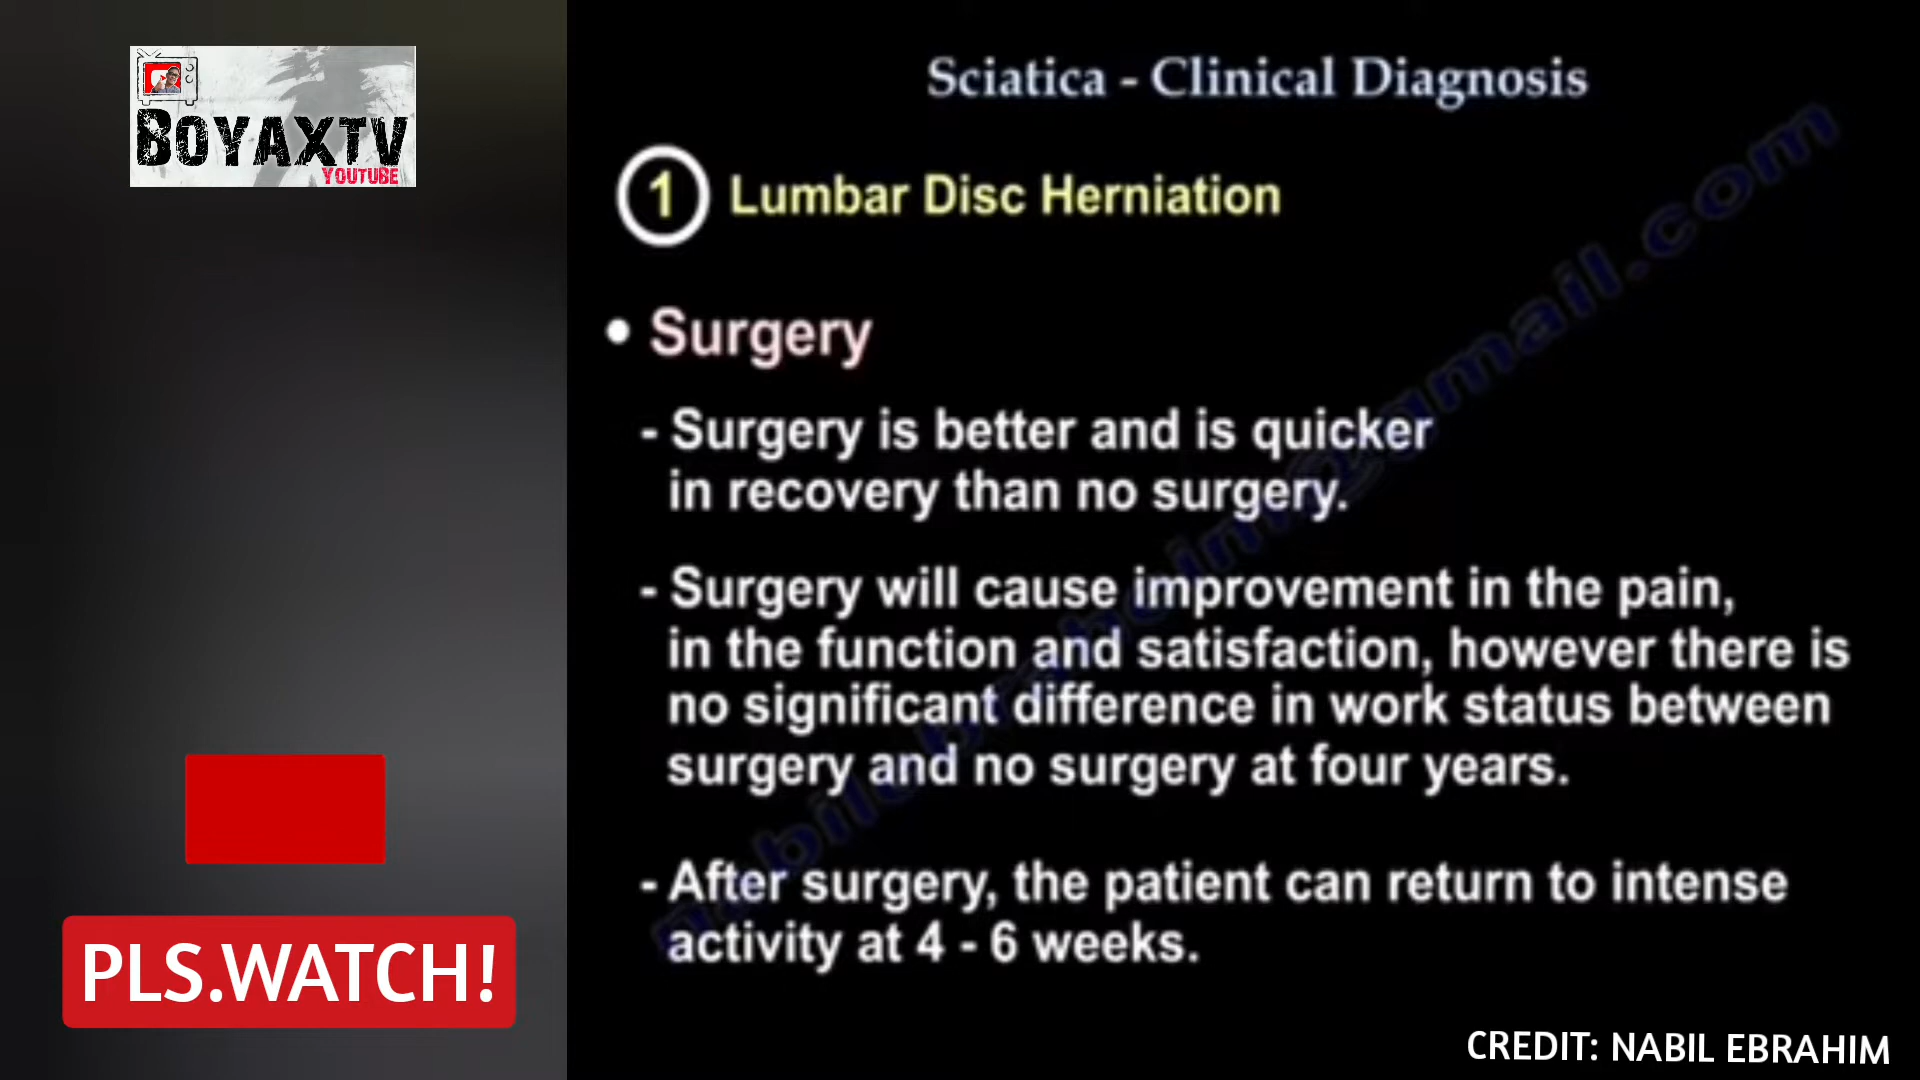 BOYAXTV
YOUTUBE
Sciatica - Clinical Diagnosis
1 Lumbar Disc Herniation
• Surgery
- Surgery is better and is quicker
in recovery than no surgery.
- Surgery will cause improvement in the pain,
in the function and satisfaction, however there is
no significant difference in work status between
surgery and no surgery at four years.
- After surgery, the patient can return to intense
activity at 4 - 6 weeks.
PLS.WATCH!
CREDIT: NABIL EBRAHIM